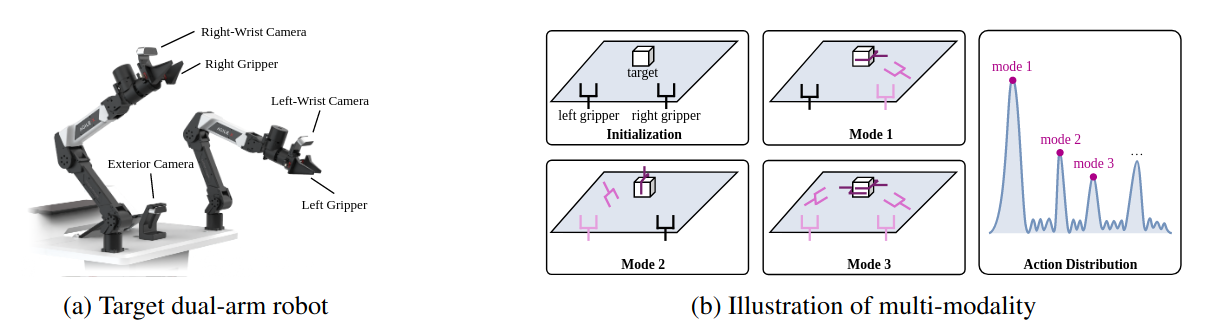 Right-Wrist Camera
Right Gripper
Left-Wrist Camera
Exterior Camera
Left Gripper
(a) Target dual-arm robot
target
left gripper right gripper
Initialization
Mode 1
Mode 2
Mode 3
mode 1
mode 2
mode 3
...
Action Distribution
(b) Illustration of multi-modality